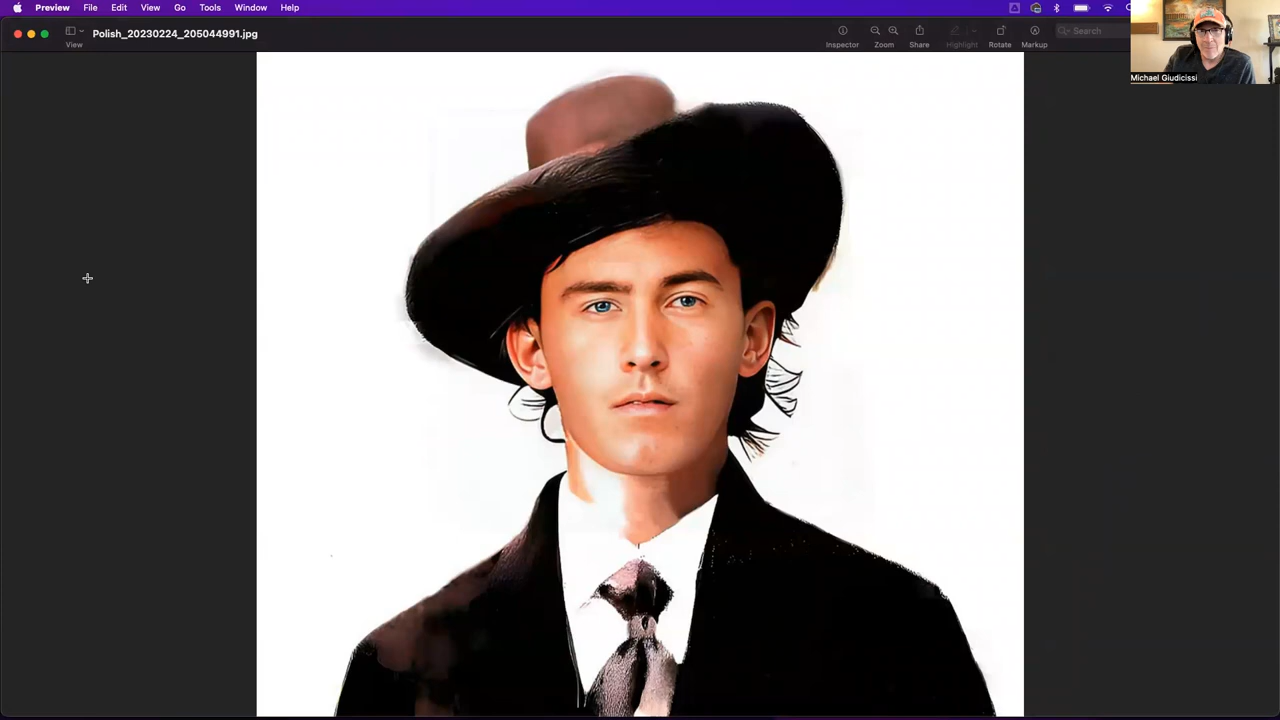 Preview File Edit View Go Tools Window Help
Polish_20230224_205044991.jpg
View Inspector Zoom Share Highlight Rotate Markup Search
Michael Giudicissi